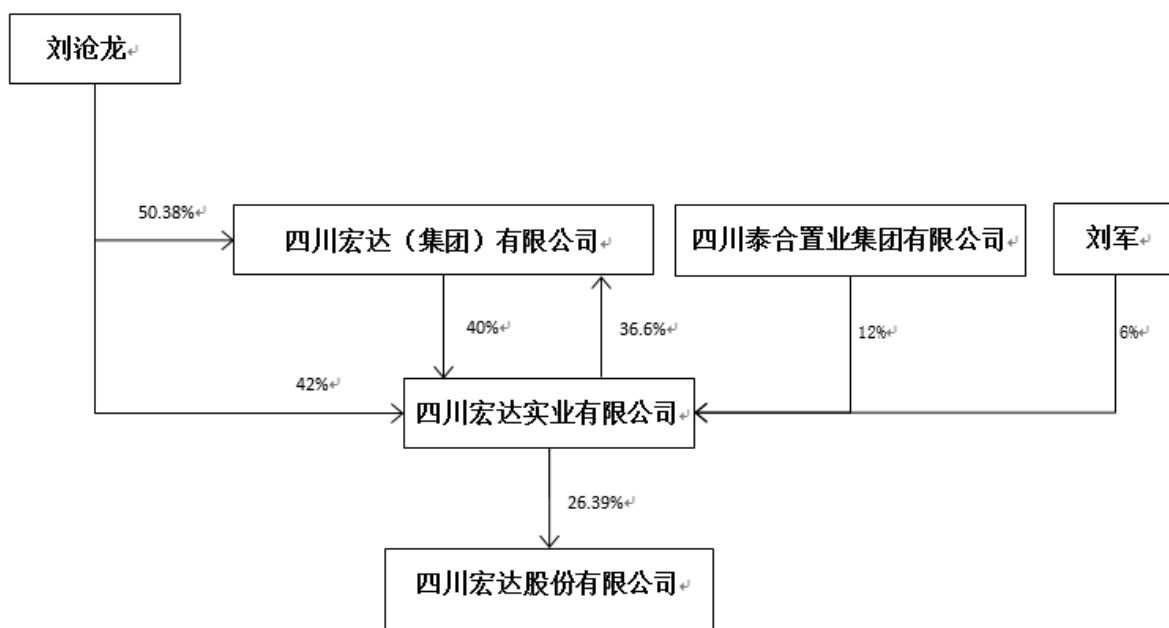 刘沧龙↵
50.38%↵
四川宏达（集团）有限公司↵
四川泰合置业集团有限公司↵
刘军↵
40%↵
36.6%↵
12%↵
6%↵
42%↵
四川宏达实业有限公司↵
26.39%↵
四川宏达股份有限公司↵